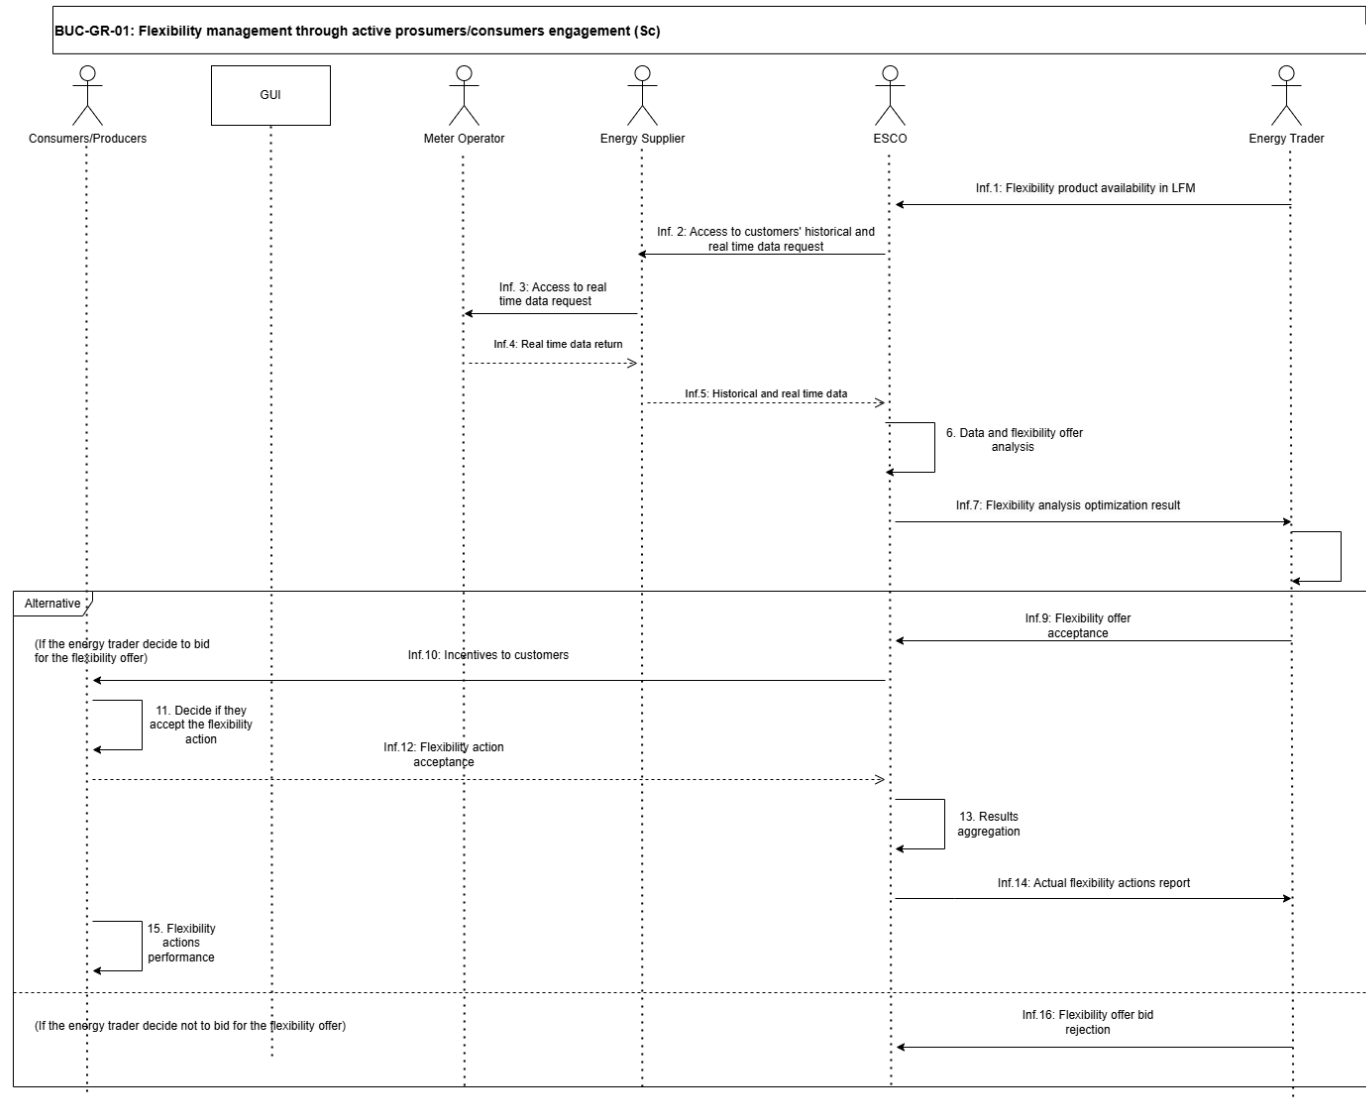 BUC-GR-01: Flexibility management through active prosumers/consumers engagement (Sc)
GUI
Consumers/Producers
Meter Operator
Energy Supplier
ESCO
Energy Trader
Inf.1: Flexibility product availability in LFM
Inf. 2: Access to customers' historical and
real time data request
Inf. 3: Access to real
time data request
Inf.4: Real time data return
Inf.5: Historical and real time data
6. Data and flexibility offer
analysis
Inf.7: Flexibility analysis optimization result
Alternative
Inf.9: Flexibility offer
acceptance
(If the energy trader decide to bid
for the flexibility offer)
Inf.10: Incentives to customers
11. Decide if they
accept the flexibility
action
Inf.12: Flexibility action
acceptance
13. Results
aggregation
Inf.14: Actual flexibility actions report
15. Flexibility
actions
performance
(If the energy trader decide not to bid for the flexibility offer)
Inf.16: Flexibility offer bid
rejection